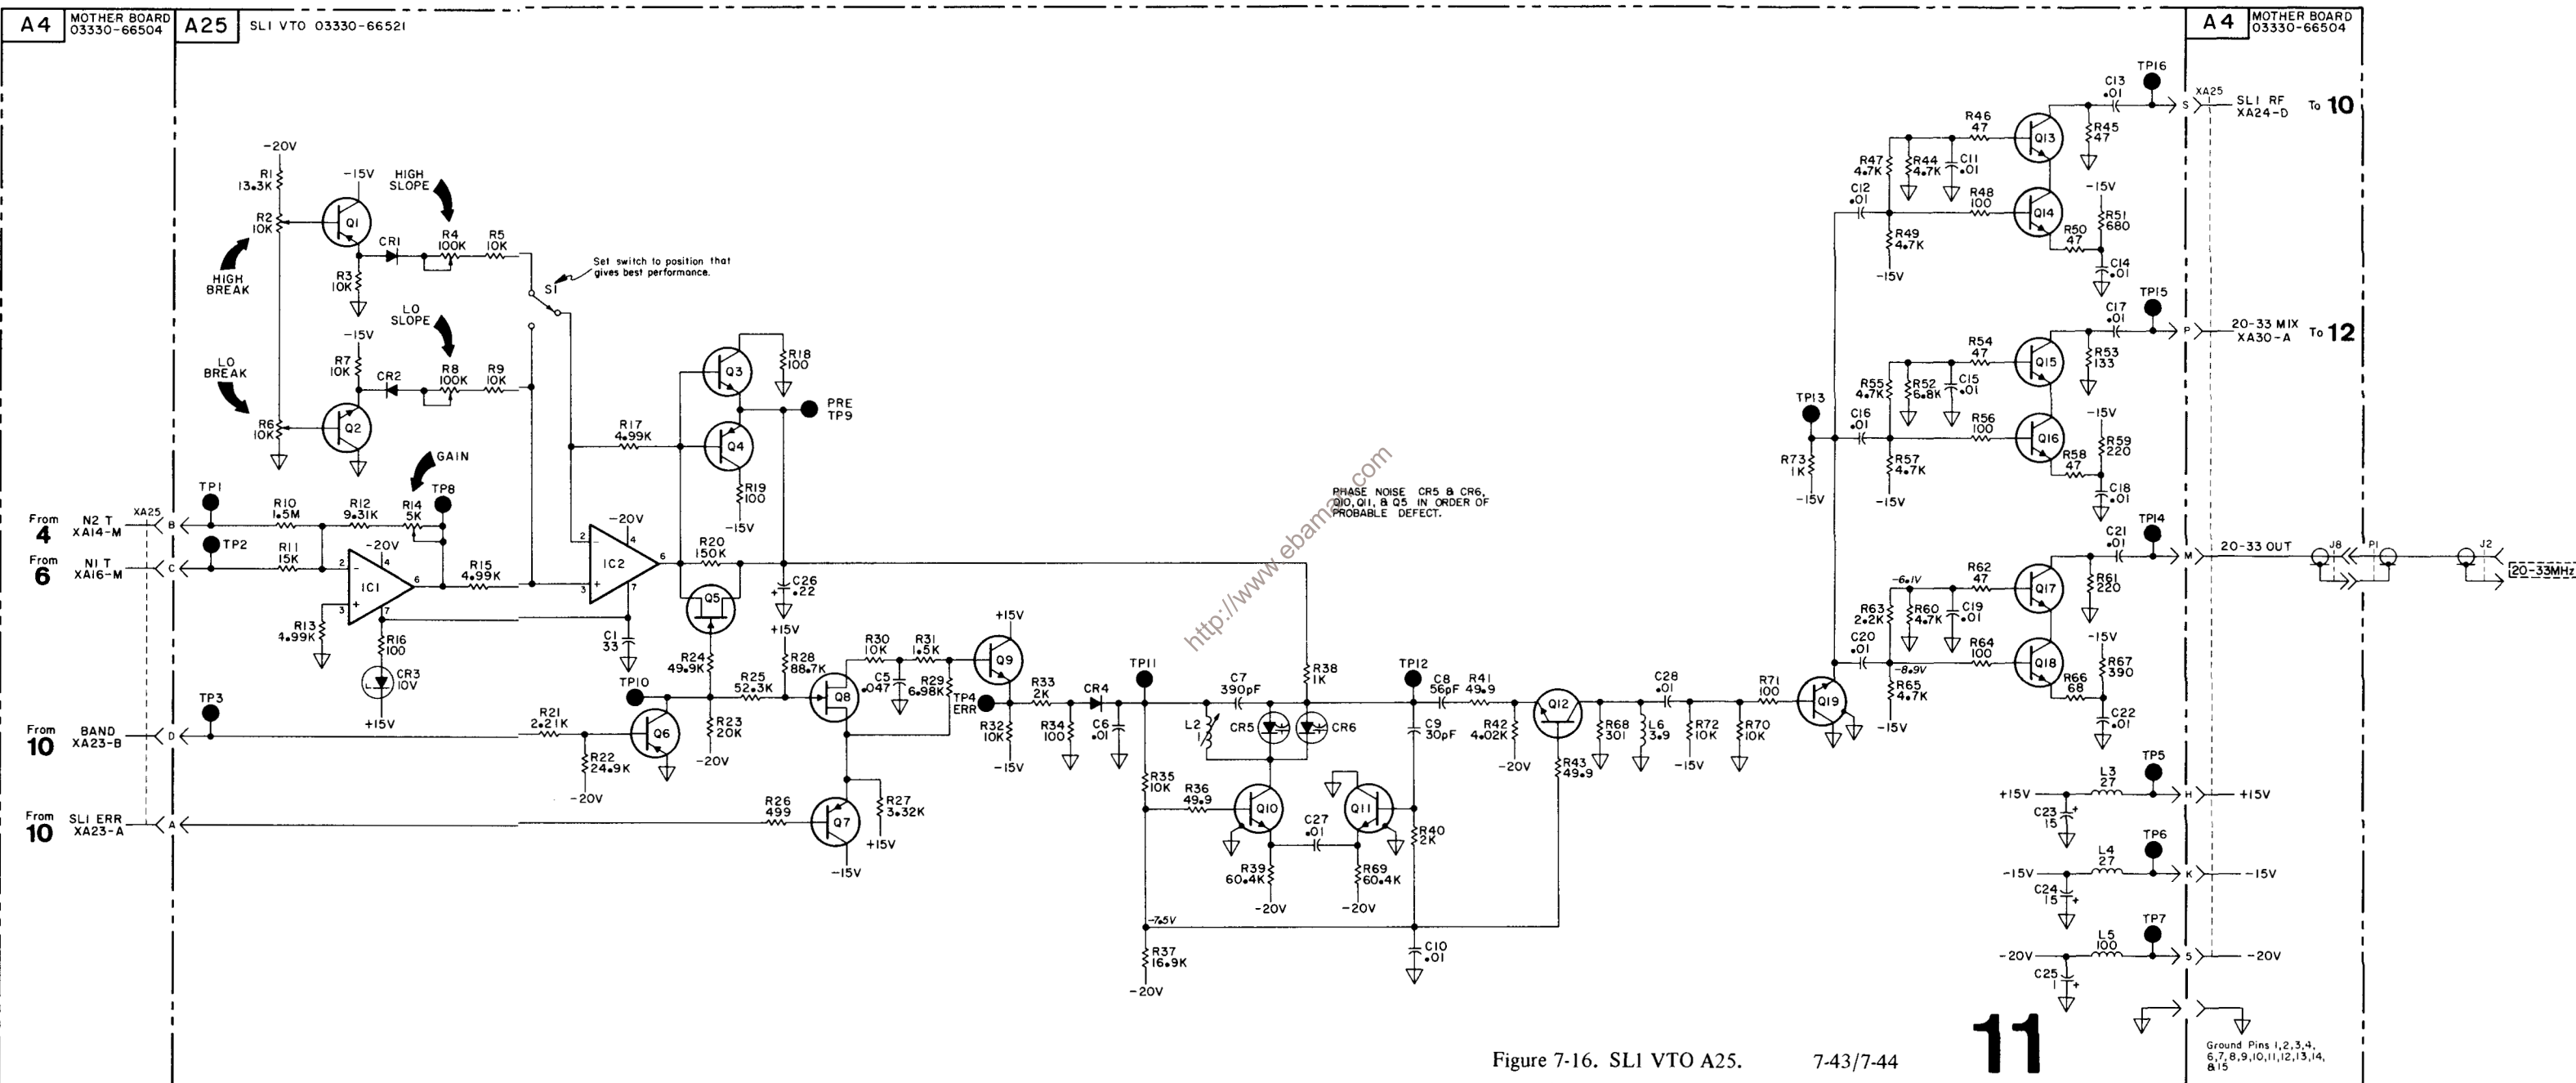 A4
MOTHER BOARD
03330-66504
A25
SL1 VTO 03330-66521
A4
MOTHER BOARD
03330-66504
-20V
R1
13.3K
R2
10K
HIGH
BREAK
-15V
Q1
R3
10K
CR1
HIGH
SLOPE
R4
100K
R5
10K
S1
Set switch to position that
gives best performance.
-15V
R7
10K
LO
SLOPE
CR2
R8
100K
R9
10K
LO
BREAK
R6
10K
Q2
GAIN
From
4
N2 T
XA14-M
XA25
B
TP1
R10
1.5M
R12
9.31K
R14
5K
TP8
From
6
N1 T
XA16-M
C
TP2
R11
15K
-20V
2
4
IC1
6
3
7
R13
4.99K
R16
100
CR3
10V
+15V
R15
4.99K
R17
4.99K
-20V
2
4
IC2
6
3
7
C1
33
Q3
R18
100
PRE
TP9
Q4
R19
100
-15V
R20
150K
Q5
C26
.22
+
+15V
R28
88.7K
R24
49.9K
TP10
R25
52.3K
From
10
BAND
XA23-B
D
TP3
R21
2.21K
R22
24.9K
-20V
Q6
R23
20K
-20V
From
10
SL1 ERR
XA23-A
A
R26
499
Q7
R27
3.32K
+15V
-15V
Q8
R30
10K
C5
.047
R31
1.5K
R29
6.98K
+15V
Q9
TP4
ERR
R33
2K
R32
10K
-15V
R34
100
CR4
C6
.01
TP11
C7
390pF
L2
1
CR5
CR6
R38
1K
R35
10K
R36
49.9
Q10
C27
.01
Q11
R39
60.4K
-20V
R69
60.4K
-20V
-7.5V
R37
16.9K
-20V
PHASE NOISE CR5 & CR6,
Q10, Q11, & Q5 IN ORDER OF
PROBABLE DEFECT.
http://www.ebaman.com
TP12
C8
56pF
C9
30pF
R40
2K
C10
.01
R41
49.9
R42
4.02K
-20V
Q12
R43
49.9
R68
301
L6
3.9
C28
.01
R72
10K
-15V
R70
10K
R71
100
Q19
TP13
R73
1K
-15V
C12
.01
R47
4.7K
R44
4.7K
C11
.01
R46
47
Q13
R49
4.7K
-15V
R48
100
Q14
R50
47
-15V
R51
680
C14
.01
R45
47
C13
.01
TP16
S
XA25
SL1 RF
XA24-D
To 10
C16
.01
R55
4.7K
R52
6.8K
C15
.01
R54
47
Q15
R57
4.7K
-15V
R56
100
Q16
R58
47
-15V
R59
220
C18
.01
R53
133
C17
.01
TP15
P
20-33 MIX
XA30-A
To 12
C20
.01
-6.1V
R63
2.2K
R60
4.7K
C19
.01
R62
47
Q17
-8.9V
R65
4.7K
-15V
R64
100
Q18
R66
68
-15V
R67
390
C22
.01
R61
220
C21
.01
TP14
M
20-33 OUT
J8
P1
J2
20-33MHz
+15V
C23
15
+
L3
27
TP5
H
+15V
-15V
C24
15
+
L4
27
TP6
K
-15V
-20V
C25
1
+
L5
100
TP7
5
-20V
Ground Pins 1,2,3,4,
6,7,8,9,10,11,12,13,14,
&15
Figure 7-16. SL1 VTO A25.
7-43/7-44
11